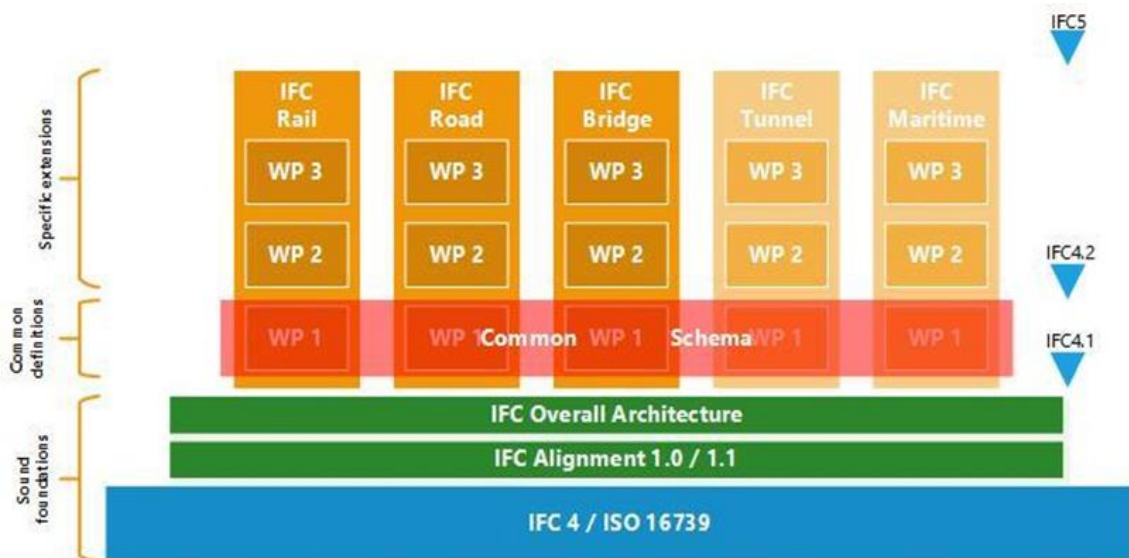 IFC5
IFC
Rail
IFC
Road
IFC
Bridge
IFC
Tunnel
IFC
Maritime
Specific extensions
WP 3
WP 3
WP 3
WP 3
WP 3
WP 2
WP 2
WP 2
WP 2
WP 2
IFC4.2
Common
definitions
WP 1
WP 1
WP 1
WP 1
WP 1
Common Schema
IFC4.1
Sound
foundations
IFC Overall Architecture
IFC Alignment 1.0 / 1.1
IFC 4 / ISO 16739